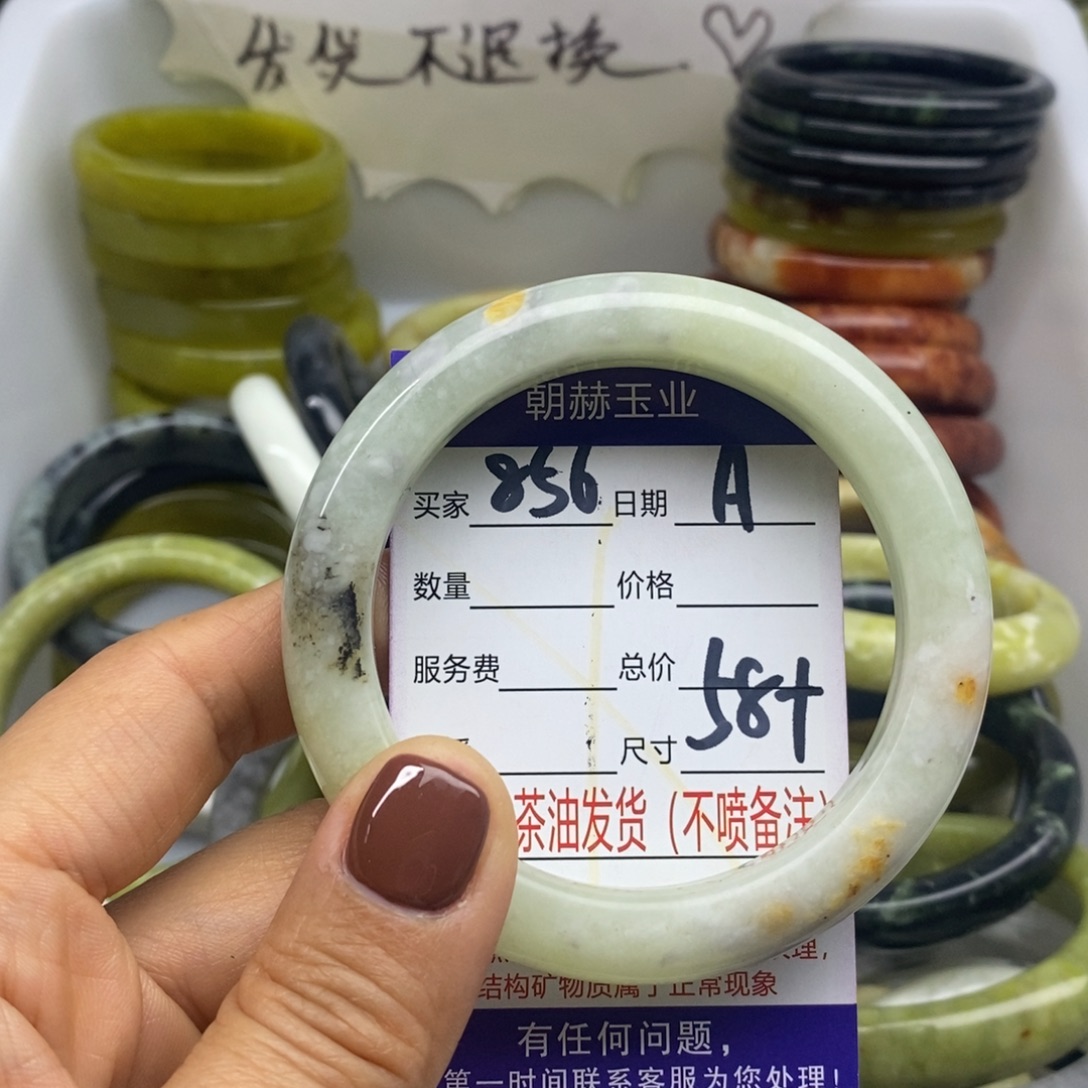 发货不退换
朝赫玉业
买家 856 日期 A
数量 价格
服务费 总价
尺寸 58+
茶油发货（不喷备注）
理，
结构矿物质属于正常现象
有任何问题，
第一时间联系客服为您处理！